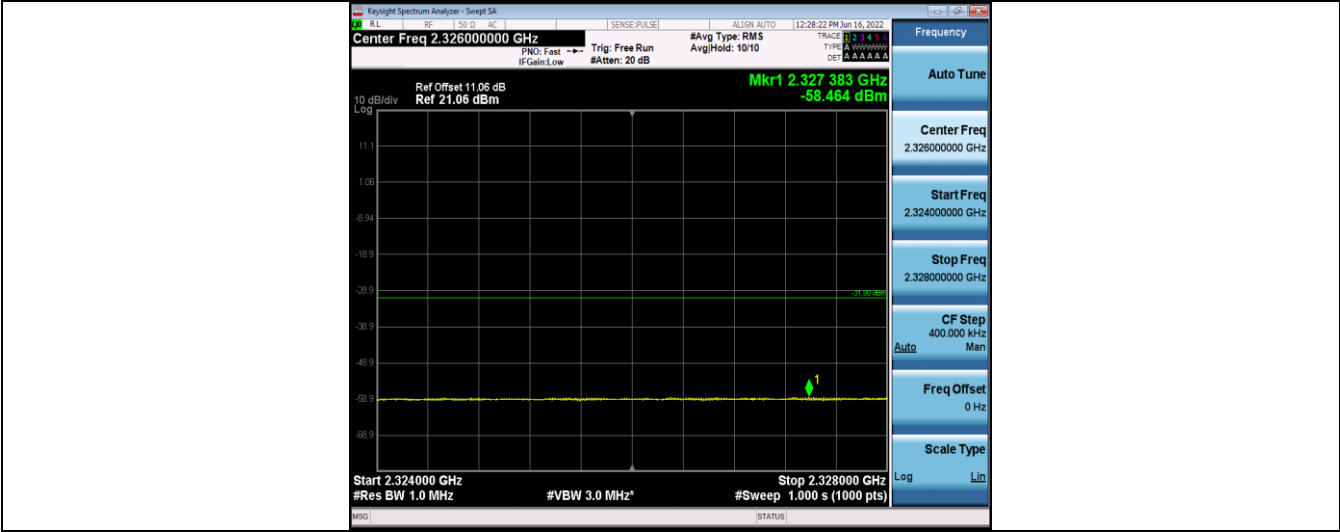 Keysight Spectrum Analyzer - Swept SA
RL RF 50 Ω AC SENSE:PULSE ALIGN AUTO 12:28:22 PM Jun 16, 2022
Center Freq 2.326000000 GHz
PNO: Fast
IFGain:Low
Trig: Free Run
#Atten: 20 dB
#Avg Type: RMS
Avg|Hold: 10/10
TRACE 1 2 3 4 5 6
TYPE A WWWWW
DET A A A A A A
Mkr1 2.327 383 GHz
-58.464 dBm
Ref Offset 11.06 dB
10 dB/div Ref 21.06 dBm
Log
11.1
1.06
-8.94
-18.9
-28.9
-31.00 dBm
-38.9
-48.9
1
-58.9
-68.9
Start 2.324000 GHz
Stop 2.328000 GHz
#Res BW 1.0 MHz
#VBW 3.0 MHz*
#Sweep 1.000 s (1000 pts)
MSG
STATUS
Frequency
Auto Tune
Center Freq
2.326000000 GHz
Start Freq
2.324000000 GHz
Stop Freq
2.328000000 GHz
CF Step
400.000 kHz
Auto Man
Freq Offset
0 Hz
Scale Type
Log Lin